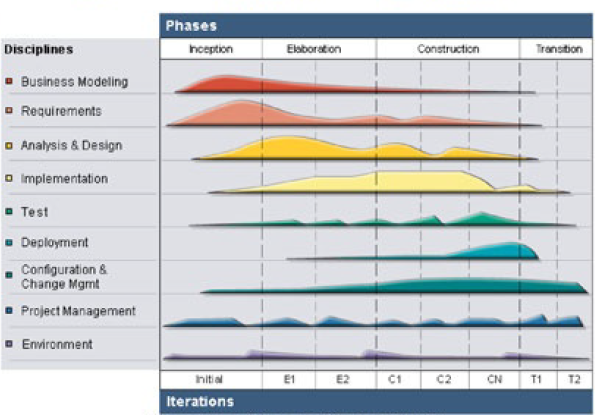 Phases
Disciplines
Inception Elaboration Construction Transition
Business Modeling
Requirements
Analysis & Design
Implementation
Test
Deployment
Configuration &
Change Mgmt
Project Management
Environment
Initial E1 E2 C1 C2 CN T1 T2
Iterations